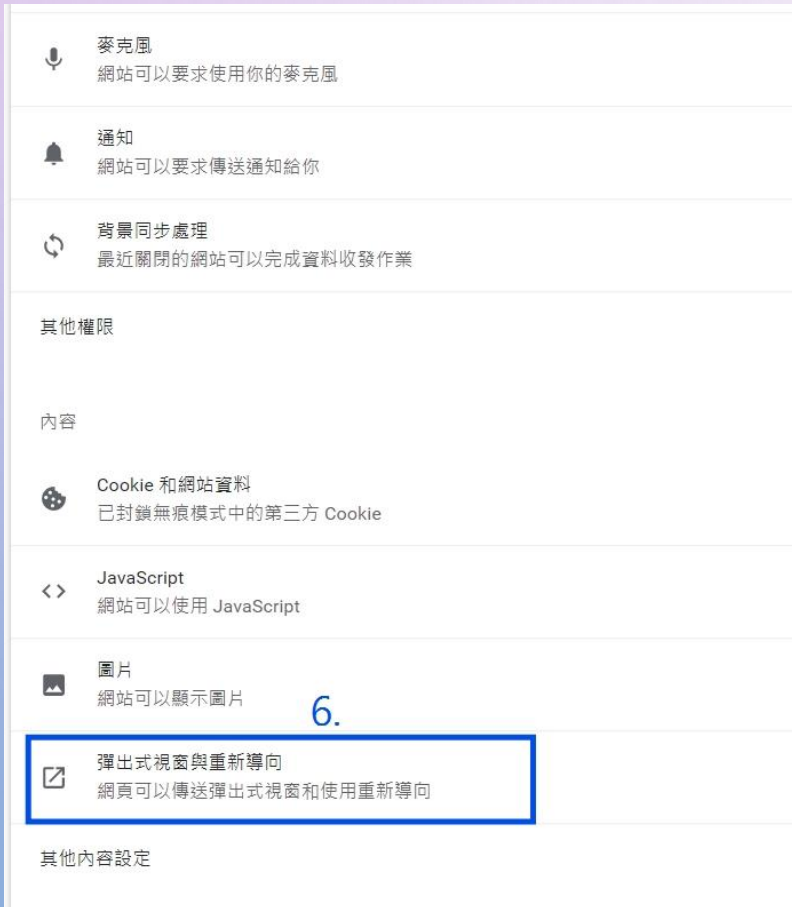 麥克風
網站可以要求使用你的麥克風
通知
網站可以要求傳送通知給你
背景同步處理
最近關閉的網站可以完成資料收發作業
其他權限
內容
Cookie 和網站資料
已封鎖無痕模式中的第三方 Cookie
JavaScript
網站可以使用 JavaScript
圖片
網站可以顯示圖片
6.
彈出式視窗與重新導向
網頁可以傳送彈出式視窗和使用重新導向
其他內容設定